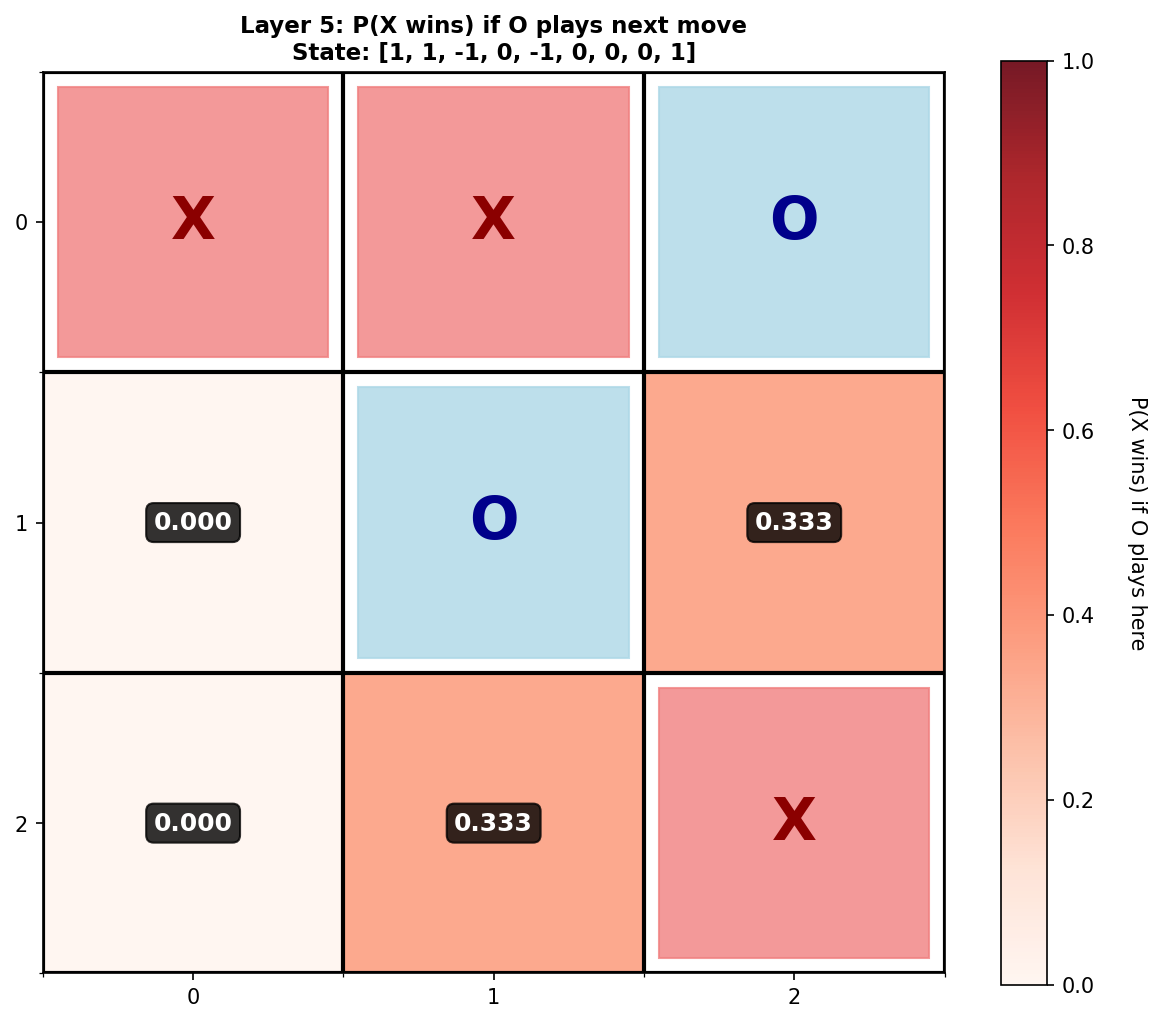 Layer 5: P(X wins) if O plays next move
State: [1, 1, -1, 0, -1, 0, 0, 0, 1]
0
X
X
O
1
0.000
O
0.333
2
0.000
0.333
X
0
1
2
1.0
0.8
0.6
0.4
0.2
0.0
P(X wins) if O plays here